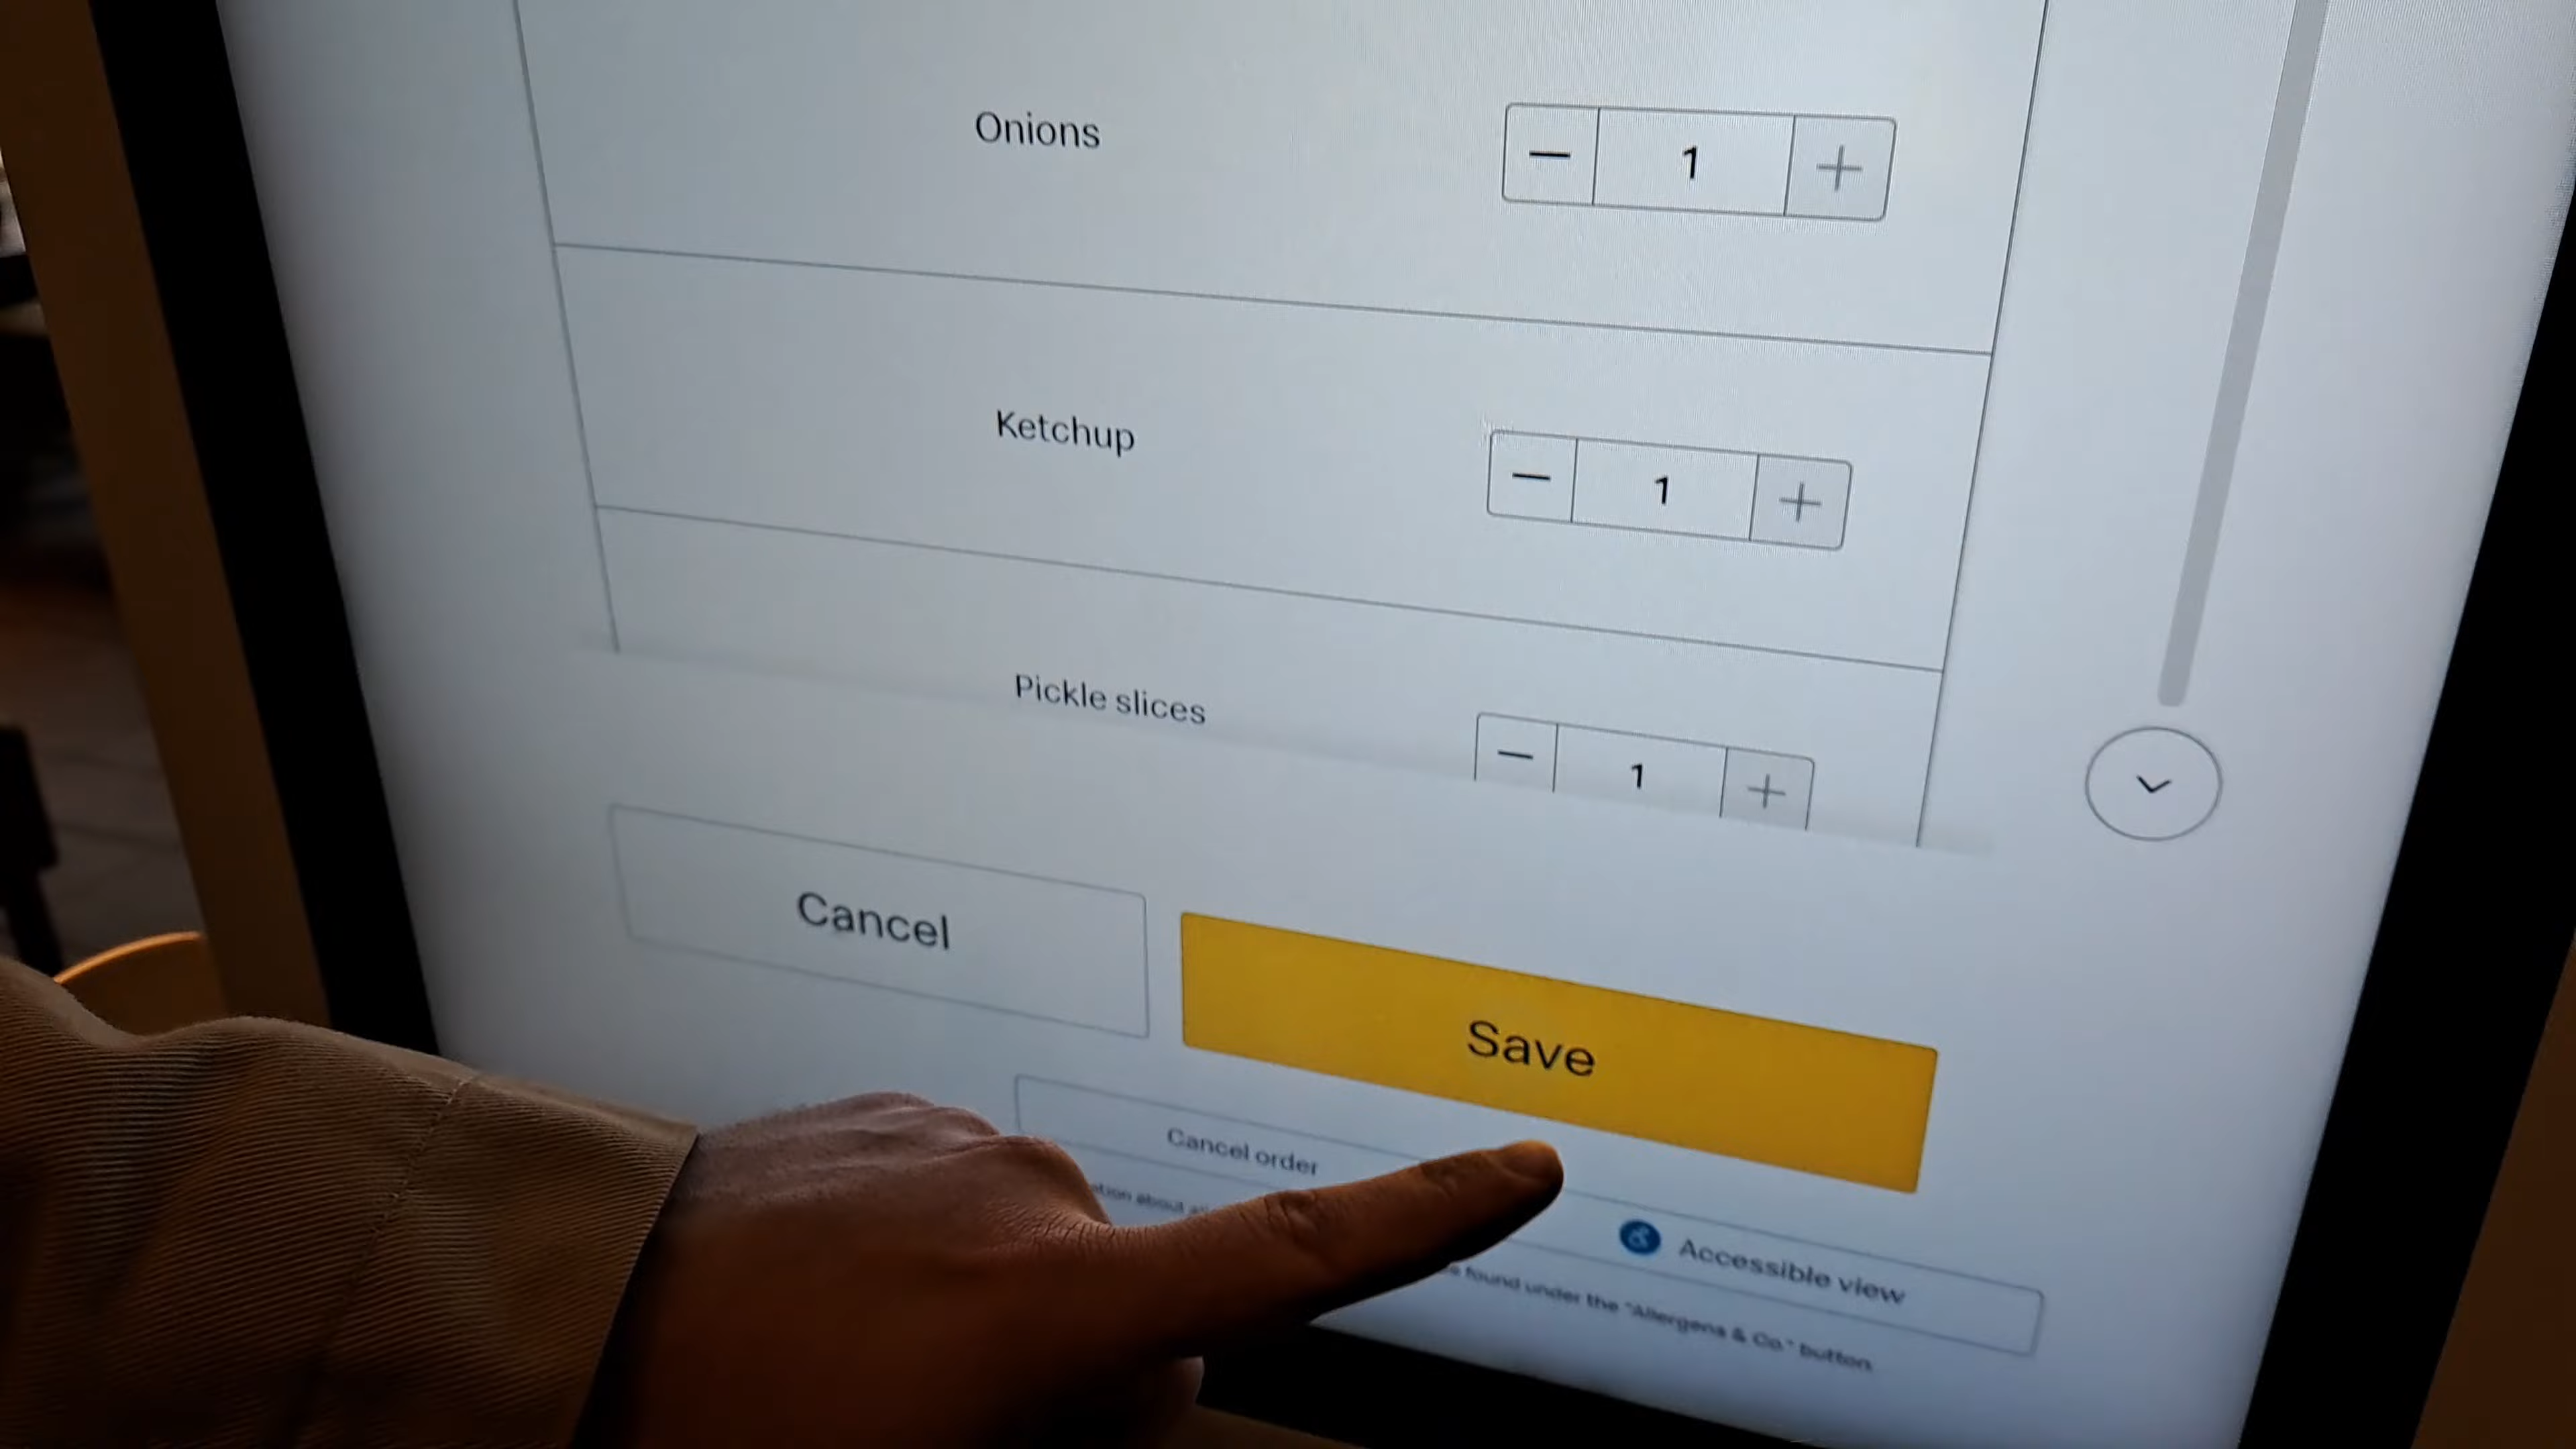 Onions
1
Ketchup
1
Pickle slices
1
Cancel
Save
Cancel order
about
Accessible view
found under the "Allergens & Co." button